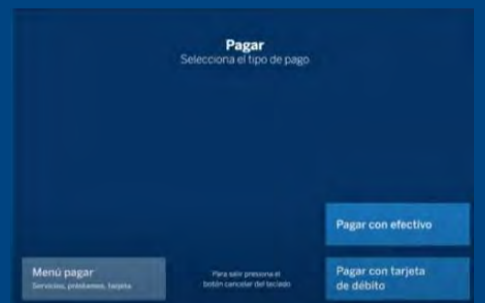 Pagar
Selecciona el tipo de pago
Pagar con efectivo
Menú pagar
Servicios, préstamos, tarjeta
Para salir presiona el
botón cancelar del teclado
Pagar con tarjeta
de débito